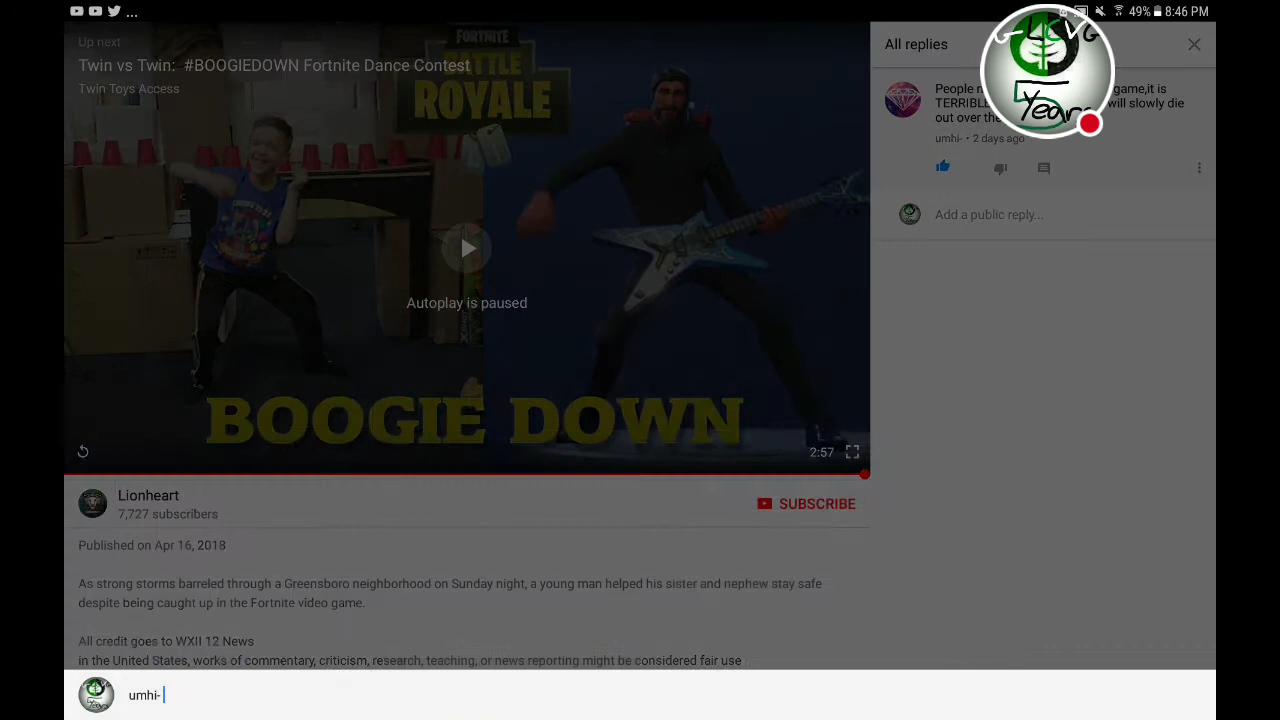 ...
49% 8:46 PM
Up next
Twin vs Twin: #BOOGIEDOWN Fortnite Dance Contest
Twin Toys Access
FORTNITE
BATTLE
ROYALE
Autoplay is paused
BOOGIE DOWN
2:57
Lionheart
7,727 subscribers
SUBSCRIBE
Published on Apr 16, 2018
As strong storms barreled through a Greensboro neighborhood on Sunday night, a young man helped his sister and nephew stay safe
despite being caught up in the Fortnite video game.
All credit goes to WXII 12 News
in the United States, works of commentary, criticism, research, teaching, or news reporting might be considered fair use
All replies
G-LCVG
5 Years
People game,it is
TERRIBLE will slowly die
out over the
umhi- • 2 days ago
Add a public reply...
umhi-